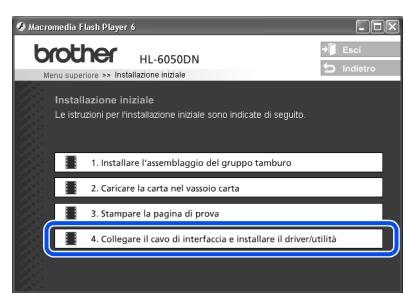 Macromedia Flash Player 6
brother
HL-6050DN
Esci
Indietro
Menu superiore >> Installazione iniziale
Installazione iniziale
Le istruzioni per l'installazione iniziale sono indicate di seguito.
1. Installare l'assemblaggio del gruppo tamburo
2. Caricare la carta nel vassoio carta
3. Stampare la pagina di prova
4. Collegare il cavo di interfaccia e installare il driver/utilità